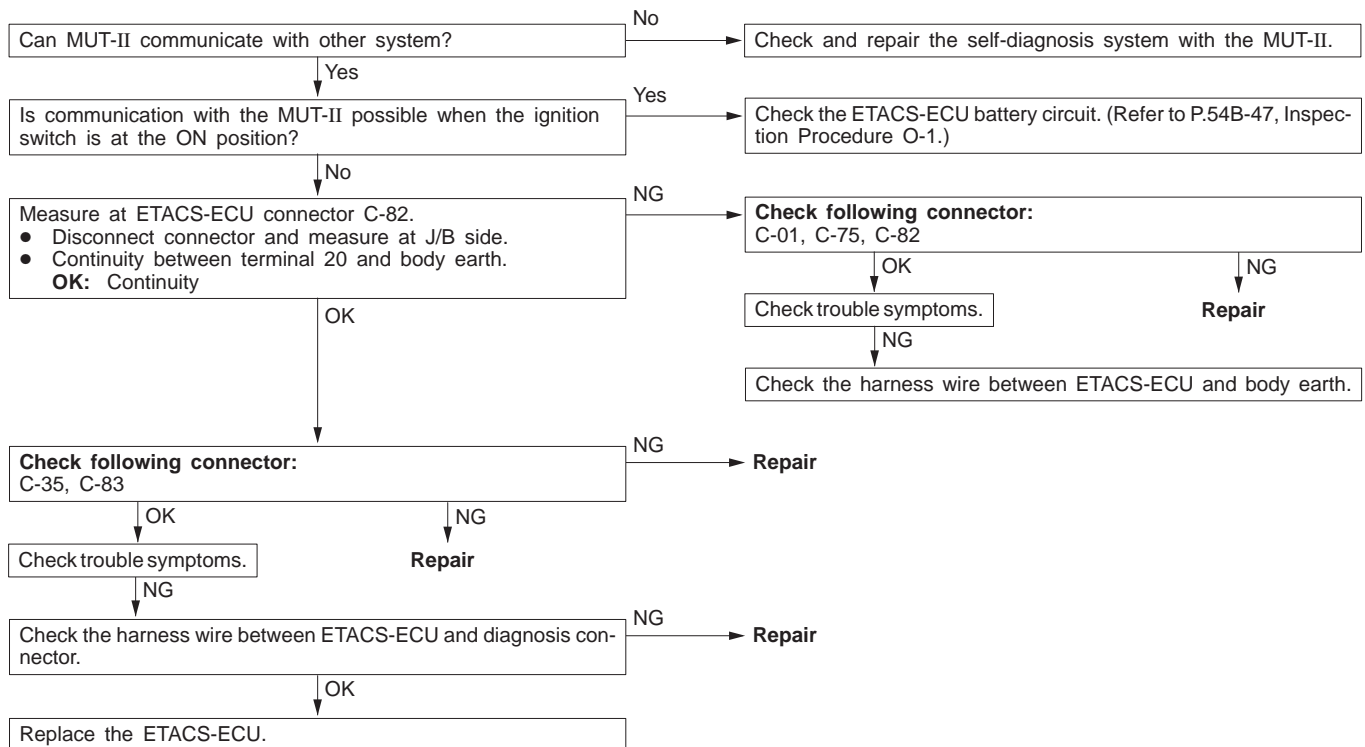 Can MUT-II communicate with other system?
No
Check and repair the self-diagnosis system with the MUT-II.
Yes
Is communication with the MUT-II possible when the ignition
switch is at the ON position?
Yes
Check the ETACS-ECU battery circuit. (Refer to P.54B-47, Inspec-
tion Procedure O-1.)
No
Measure at ETACS-ECU connector C-82.
● Disconnect connector and measure at J/B side.
● Continuity between terminal 20 and body earth.
OK: Continuity
NG
Check following connector:
C-01, C-75, C-82
OK
NG
Check trouble symptoms.
Repair
NG
Check the harness wire between ETACS-ECU and body earth.
OK
Check following connector:
C-35, C-83
NG
Repair
OK
NG
Check trouble symptoms.
Repair
NG
Check the harness wire between ETACS-ECU and diagnosis con-
nector.
NG
Repair
OK
Replace the ETACS-ECU.